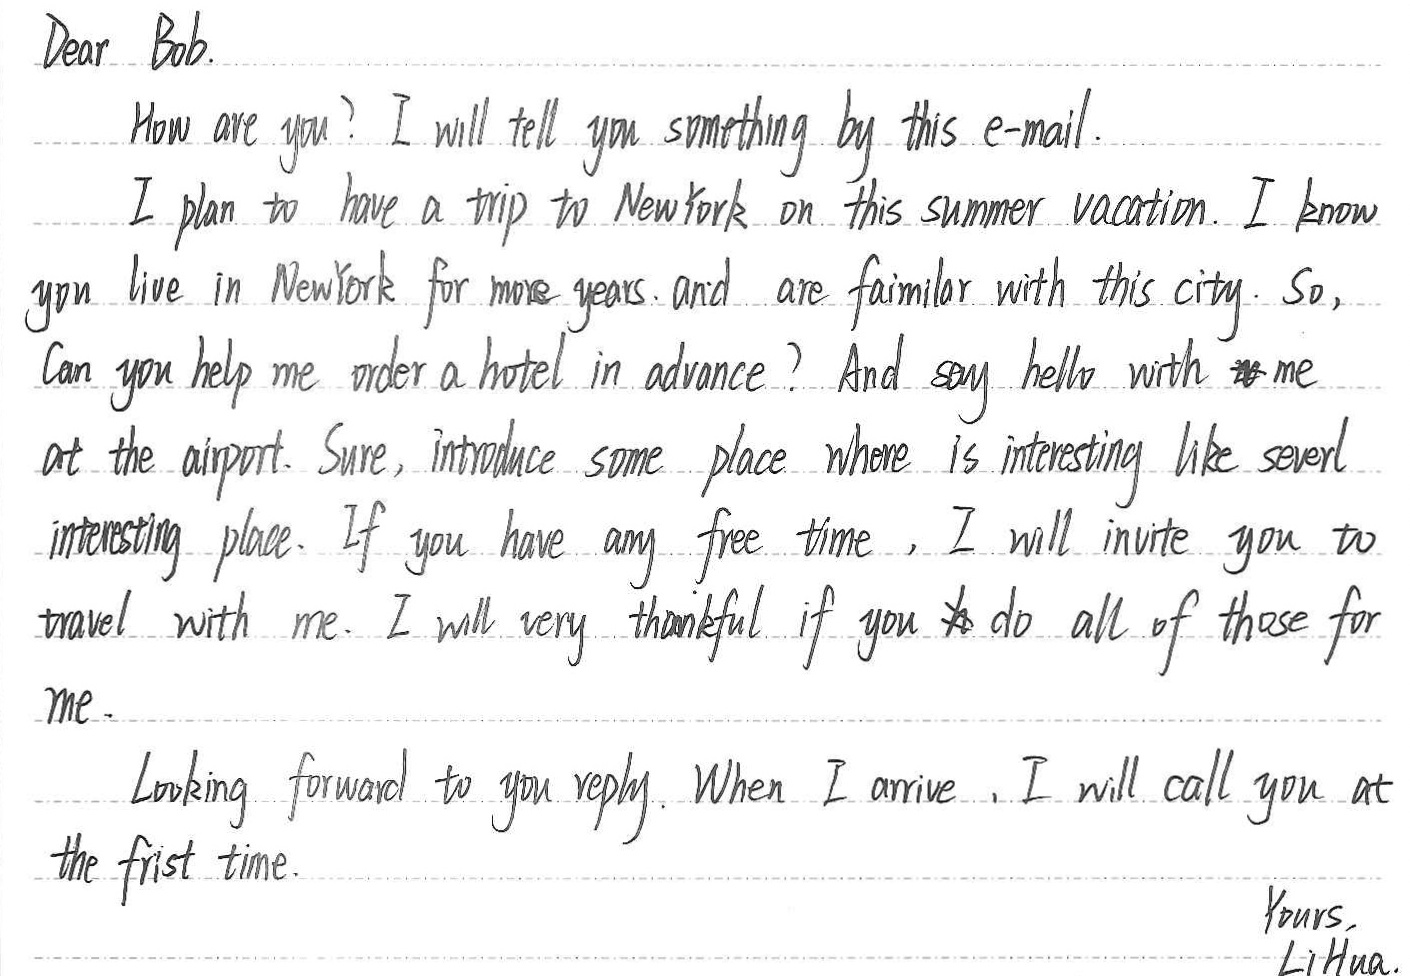 Dear Bob.
How are you? I will tell you something by this e-mail.
I plan to have a trip to NewYork on this summer vacation. I know
you live in NewYork for more years. and are faimilar with this city. So,
Can you help me order a hotel in advance? And say hello with me
at the airport. Sure, introduce some place where is interesting like severl
interesting place. If you have any free time, I will invite you to
travel with me. I will very thankful if you do all of those for
me.
Looking forward to you reply. When I arrive, I will call you at
the frist time.
Yours,
Li Hua.